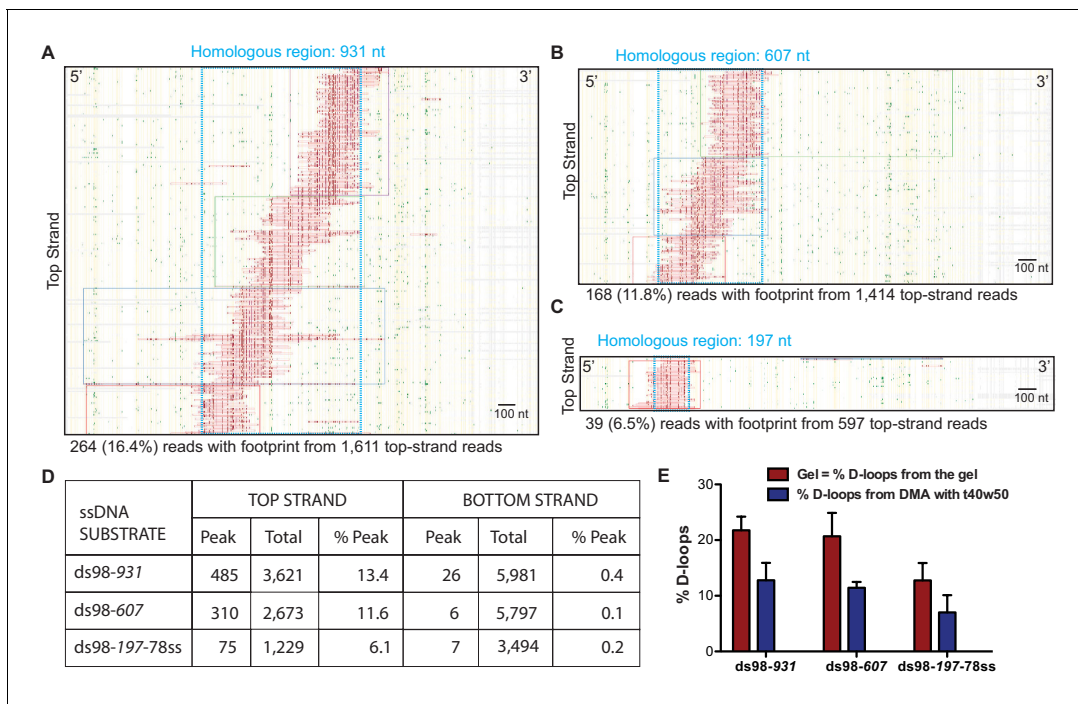 A
Homologous region: 931 nt
5’
3’
Top Strand
100 nt
264 (16.4%) reads with footprint from 1,611 top-strand reads
B
Homologous region: 607 nt
5’
3’
Top Strand
100 nt
168 (11.8%) reads with footprint from 1,414 top-strand reads
C
Homologous region: 197 nt
5’
3’
Top Strand
100 nt
39 (6.5%) reads with footprint from 597 top-strand reads
D
ssDNA SUBSTRATE TOP STRAND BOTTOM STRAND
Peak Total % Peak Peak Total % Peak
ds98-931 485 3,621 13.4 26 5,981 0.4
ds98-607 310 2,673 11.6 6 5,797 0.1
ds98-197-78ss 75 1,229 6.1 7 3,494 0.2
E
Gel = % D-loops from the gel
% D-loops from DMA with t40w50
% D-loops
30
20
10
0
ds98-931 ds98-607 ds98-197-78ss